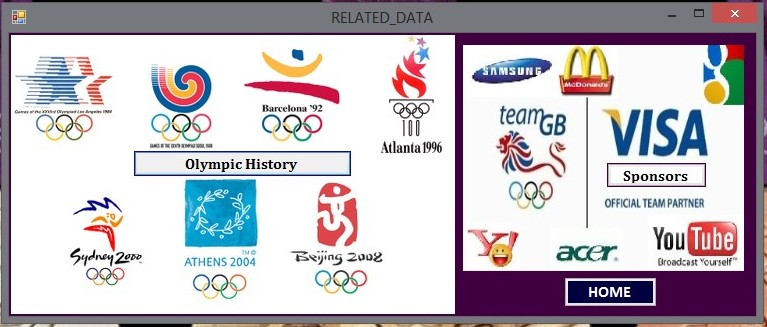 RELATED_DATA
Games of the XXIIIrd Olympiad Los Angeles 1984
GAMES OF THE XXIVTH OLYMPIAD SEOUL 1988
Barcelona '92
Atlanta 1996
Olympic History
Sydney 2000
ATHENS 2004
TM ©
Beijing 2008
SAMSUNG
M
McDonald's
g
teamGB
VISA
Sponsors
OFFICIAL TEAM PARTNER
Y!
acer
YouTube
Broadcast Yourself™
HOME